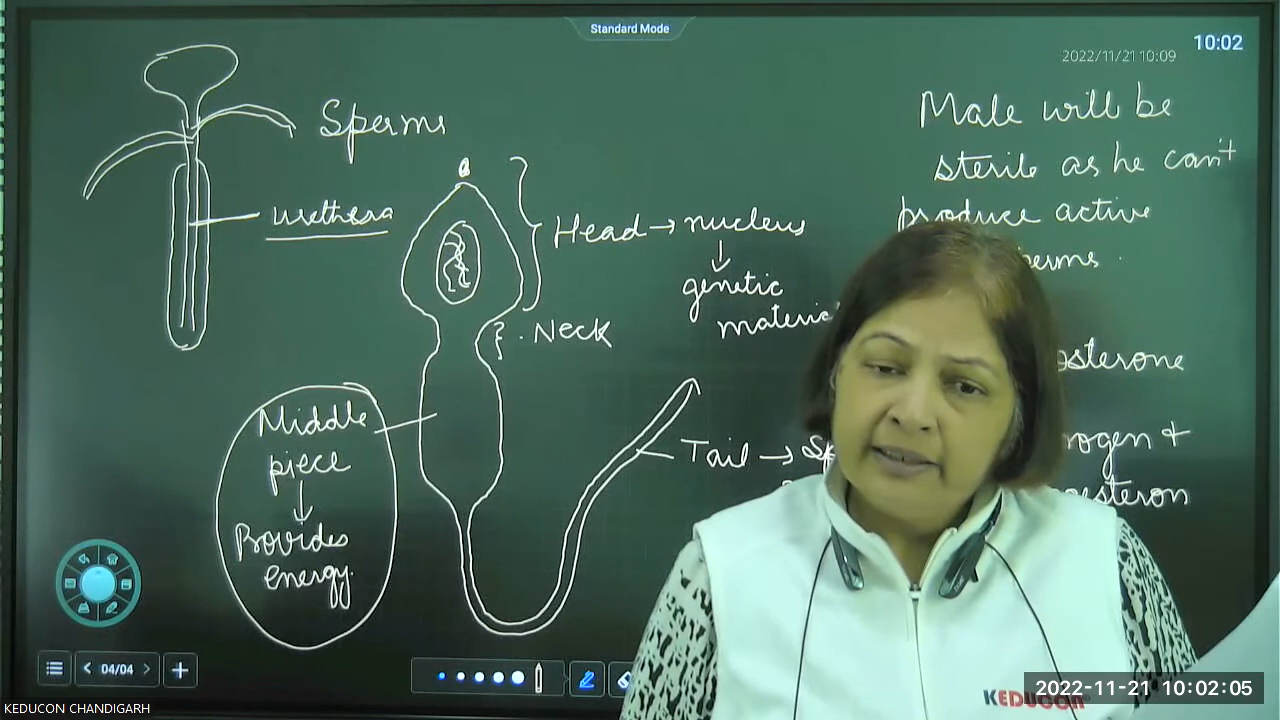 Standard Mode
10:02
2022/11/21 10:09
Sperms
urethera
Head → nucleus
genetic
Neck
Middle
piece
Provides
energy.
Tail →
Male will be
sterile as he can't
produce active
04/04
KEDUCON
2022-11-21 10:02:05
KEDUCON CHANDIGARH